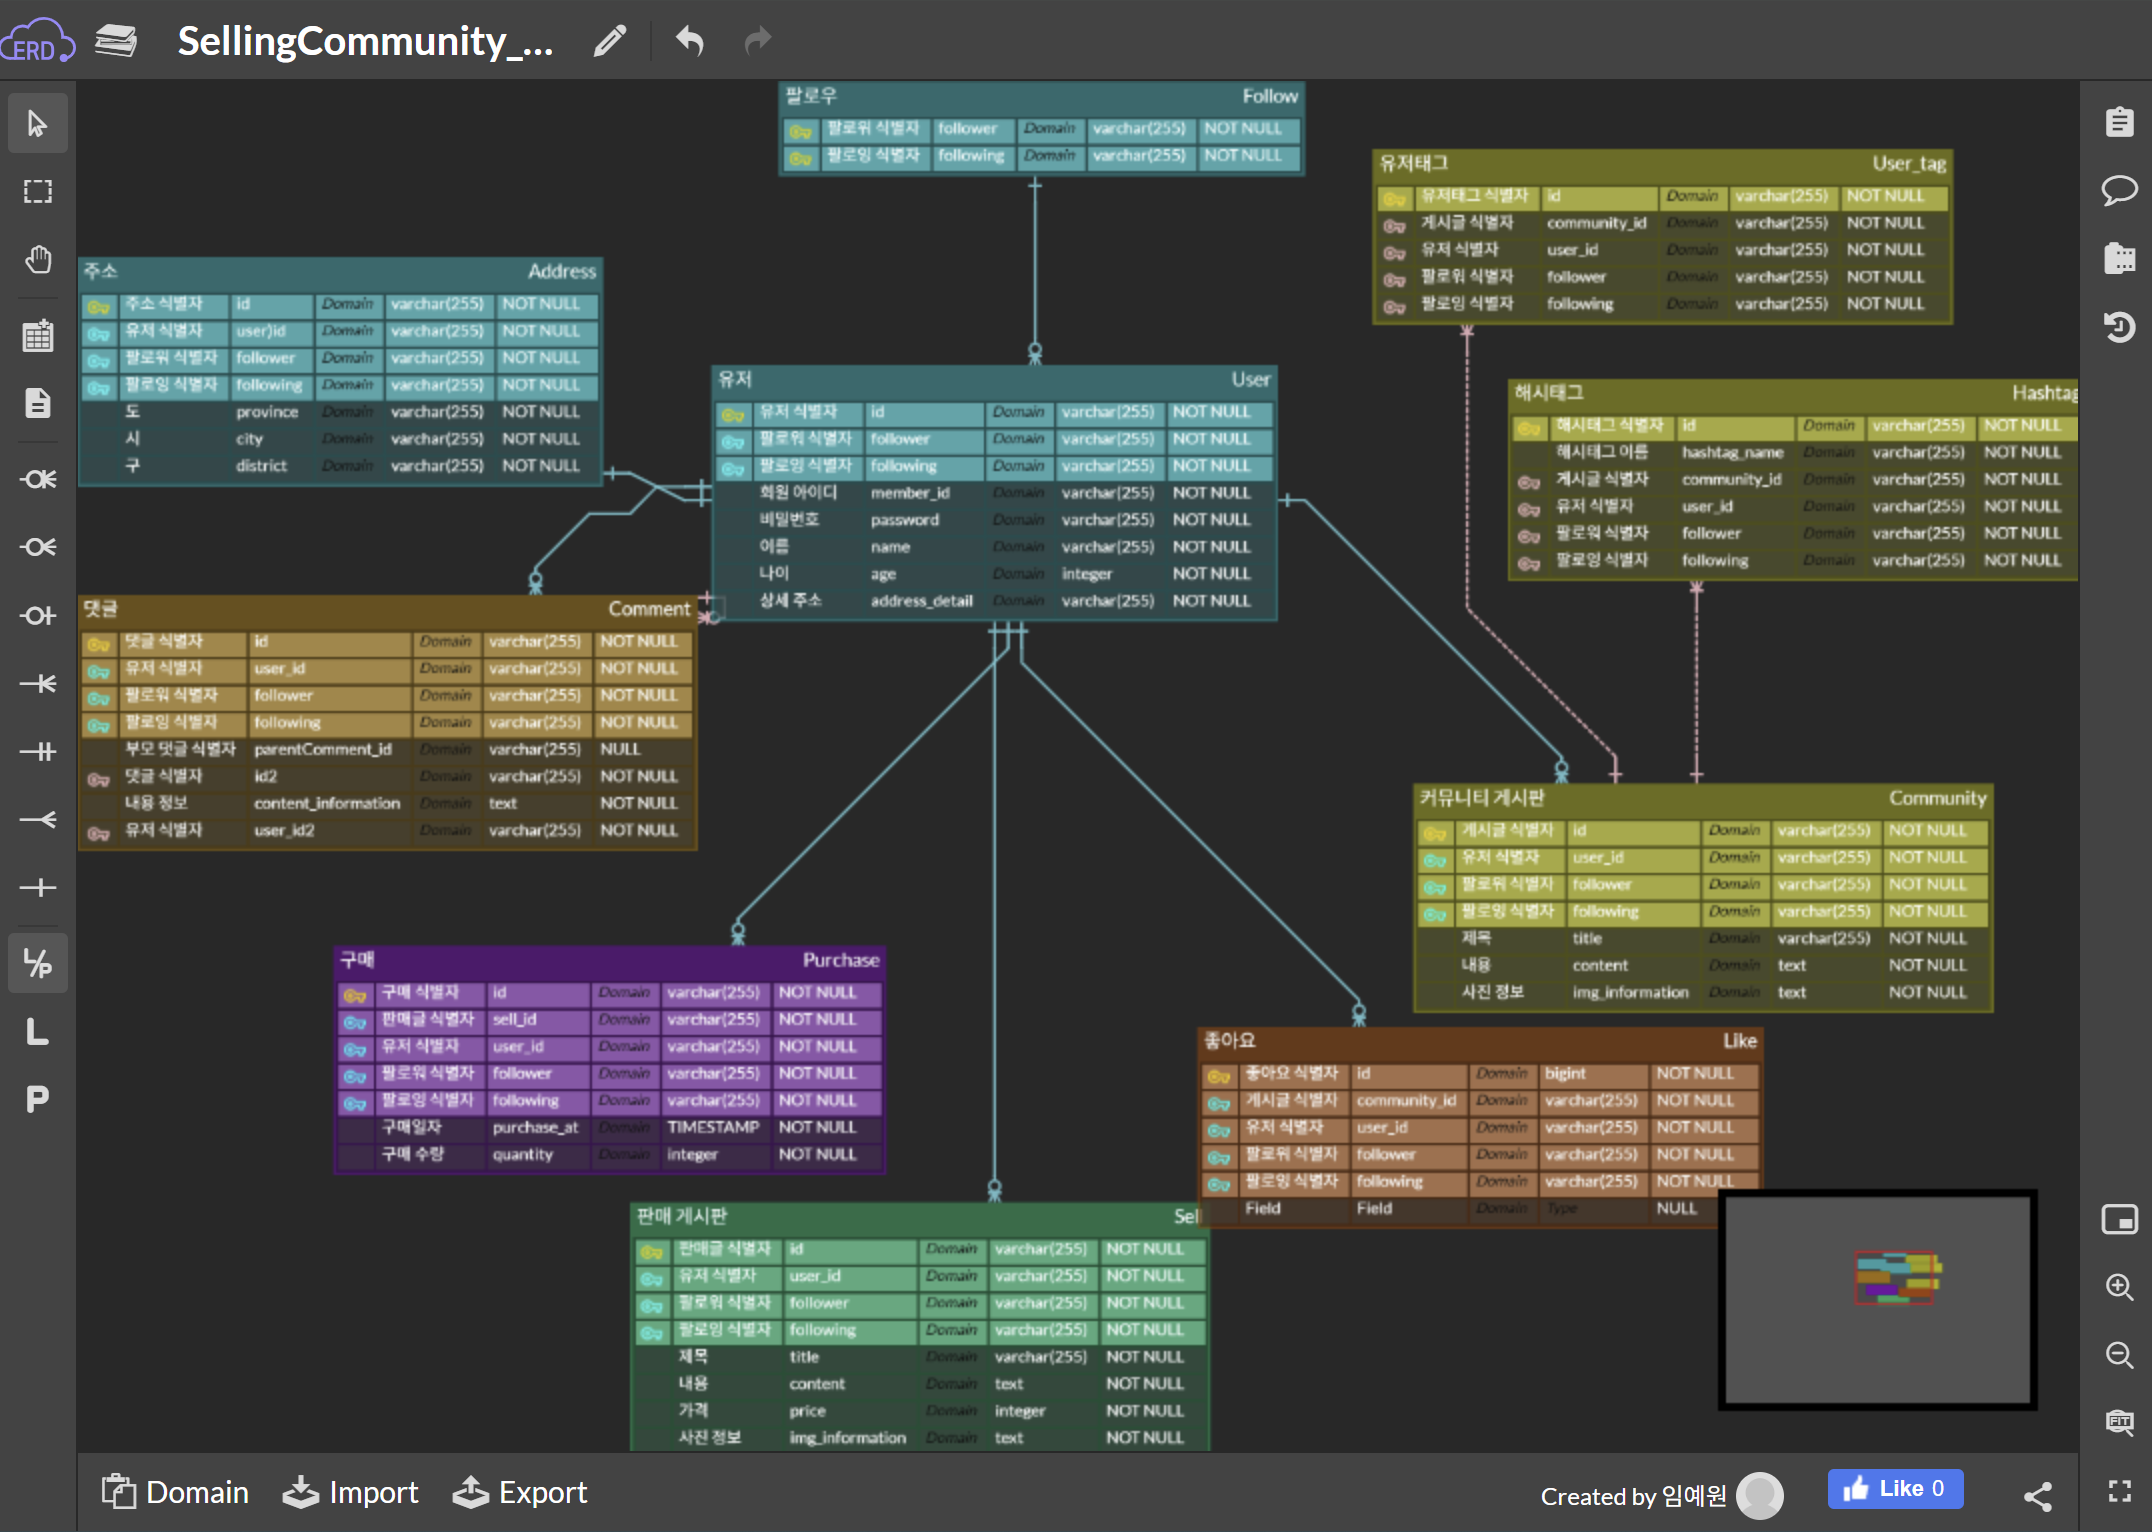 ERD
SellingCommunity_...
팔로우 Follow
팔로워 식별자 follower Domain varchar(255) NOT NULL
팔로잉 식별자 following Domain varchar(255) NOT NULL
유저태그 User_tag
유저태그 식별자 id Domain varchar(255) NOT NULL
게시글 식별자 community_id Domain varchar(255) NOT NULL
유저 식별자 user_id Domain varchar(255) NOT NULL
팔로워 식별자 follower Domain varchar(255) NOT NULL
팔로잉 식별자 following Domain varchar(255) NOT NULL
주소 Address
주소 식별자 id Domain varchar(255) NOT NULL
유저 식별자 user)id Domain varchar(255) NOT NULL
팔로워 식별자 follower Domain varchar(255) NOT NULL
팔로잉 식별자 following Domain varchar(255) NOT NULL
도 province Domain varchar(255) NOT NULL
시 city Domain varchar(255) NOT NULL
구 district Domain varchar(255) NOT NULL
유저 User
유저 식별자 id Domain varchar(255) NOT NULL
팔로워 식별자 follower Domain varchar(255) NOT NULL
팔로잉 식별자 following Domain varchar(255) NOT NULL
회원 아이디 member_id Domain varchar(255) NOT NULL
비밀번호 password Domain varchar(255) NOT NULL
이름 name Domain varchar(255) NOT NULL
나이 age Domain integer NOT NULL
상세 주소 address_detail Domain varchar(255) NOT NULL
해시태그 Hashtag
해시태그 식별자 id Domain varchar(255) NOT NULL
해시태그 이름 hashtag_name Domain varchar(255) NOT NULL
게시글 식별자 community_id Domain varchar(255) NOT NULL
유저 식별자 user_id Domain varchar(255) NOT NULL
팔로워 식별자 follower Domain varchar(255) NOT NULL
팔로잉 식별자 following Domain varchar(255) NOT NULL
댓글 Comment
댓글 식별자 id Domain varchar(255) NOT NULL
유저 식별자 user_id Domain varchar(255) NOT NULL
팔로워 식별자 follower Domain varchar(255) NOT NULL
팔로잉 식별자 following Domain varchar(255) NOT NULL
부모 댓글 식별자 parentComment_id Domain varchar(255) NULL
댓글 식별자 id2 Domain varchar(255) NOT NULL
내용 정보 content_information Domain text NOT NULL
유저 식별자 user_id2 Domain varchar(255) NOT NULL
커뮤니티 게시판 Community
게시글 식별자 id Domain varchar(255) NOT NULL
유저 식별자 user_id Domain varchar(255) NOT NULL
팔로워 식별자 follower Domain varchar(255) NOT NULL
팔로잉 식별자 following Domain varchar(255) NOT NULL
제목 title Domain varchar(255) NOT NULL
내용 content Domain text NOT NULL
사진 정보 img_information Domain text NOT NULL
구매 Purchase
구매 식별자 id Domain varchar(255) NOT NULL
판매글 식별자 sell_id Domain varchar(255) NOT NULL
유저 식별자 user_id Domain varchar(255) NOT NULL
팔로워 식별자 follower Domain varchar(255) NOT NULL
팔로잉 식별자 following Domain varchar(255) NOT NULL
구매일자 purchase_at Domain TIMESTAMP NOT NULL
구매 수량 quantity Domain integer NOT NULL
좋아요 Like
좋아요 식별자 id Domain bigint NOT NULL
게시글 식별자 community_id Domain varchar(255) NOT NULL
유저 식별자 user_id Domain varchar(255) NOT NULL
팔로워 식별자 follower Domain varchar(255) NOT NULL
팔로잉 식별자 following Domain varchar(255) NOT NULL
Field Field Domain Type NULL
판매 게시판 Sell
판매글 식별자 id Domain varchar(255) NOT NULL
유저 식별자 user_id Domain varchar(255) NOT NULL
팔로워 식별자 follower Domain varchar(255) NOT NULL
팔로잉 식별자 following Domain varchar(255) NOT NULL
제목 title Domain varchar(255) NOT NULL
내용 content Domain text NOT NULL
가격 price Domain integer NOT NULL
사진 정보 img_information Domain text NOT NULL
L/P
L
P
FIT
Domain Import Export
Created by 임예원
Like 0